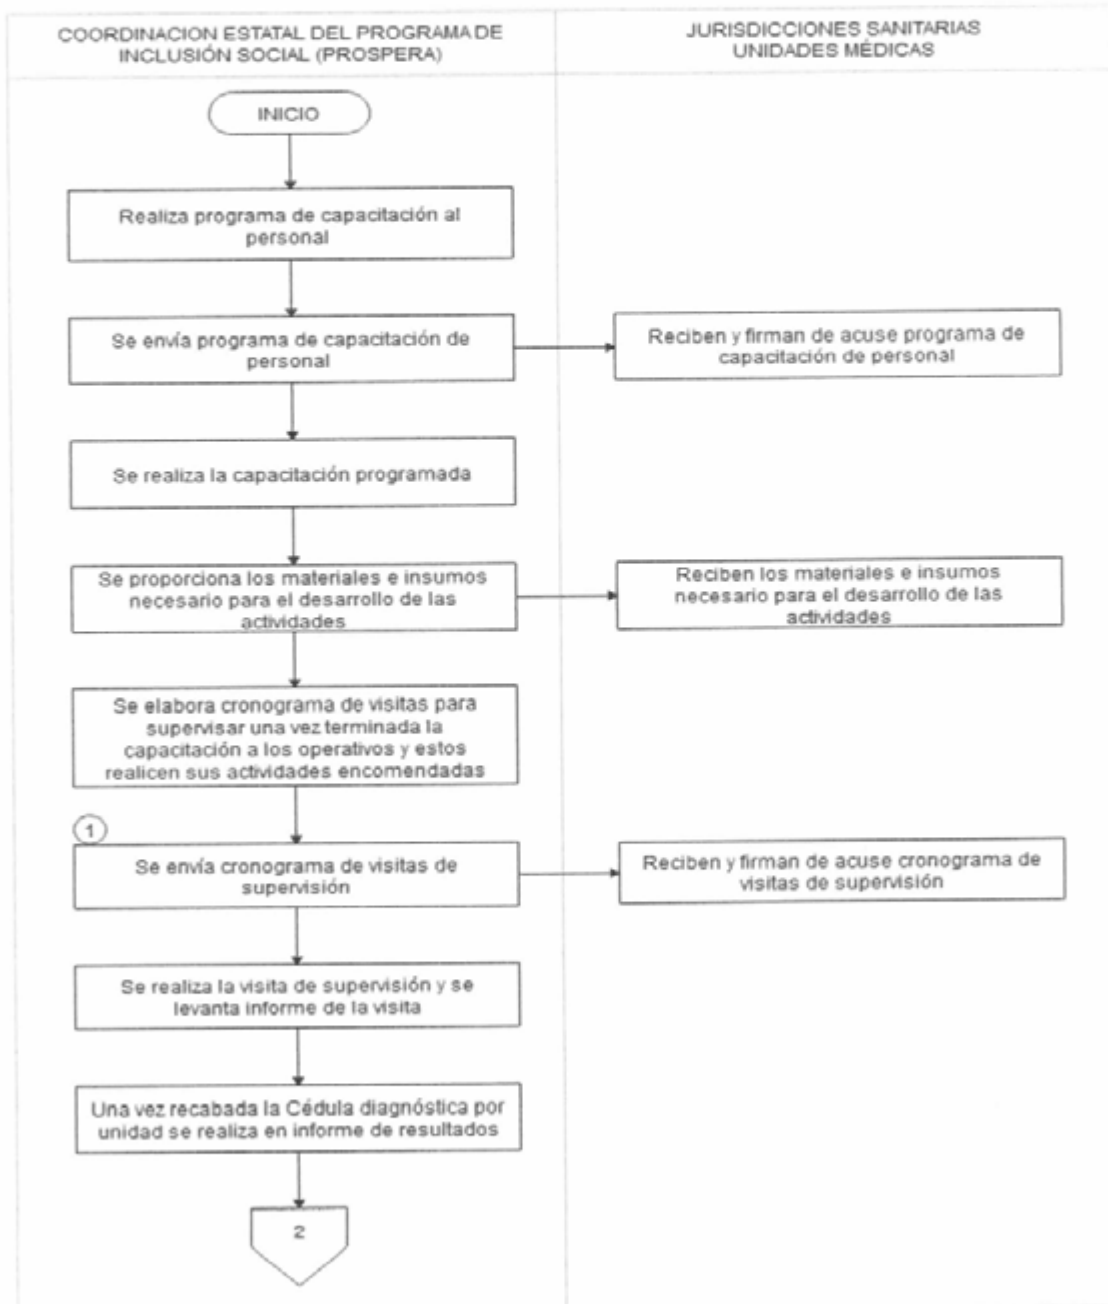 COORDINACION ESTATAL DEL PROGRAMA DE
INCLUSIÓN SOCIAL (PROSPERA)
JURISDICCIONES SANITARIAS
UNIDADES MÉDICAS
INICIO
Realiza programa de capacitación al
personal
Se envía programa de capacitación de
personal
Reciben y firman de acuse programa de
capacitación de personal
Se realiza la capacitación programada
Se proporciona los materiales e insumos
necesario para el desarrollo de las
actividades
Reciben los materiales e insumos
necesario para el desarrollo de las
actividades
Se elabora cronograma de visitas para
supervisar una vez terminada la
capacitación a los operativos y estos
realicen sus actividades encomendadas
1
Se envía cronograma de visitas de
supervisión
Reciben y firman de acuse cronograma de
visitas de supervisión
Se realiza la visita de supervisión y se
levanta informe de la visita
Una vez recabada la Cédula diagnóstica por
unidad se realiza en informe de resultados
2